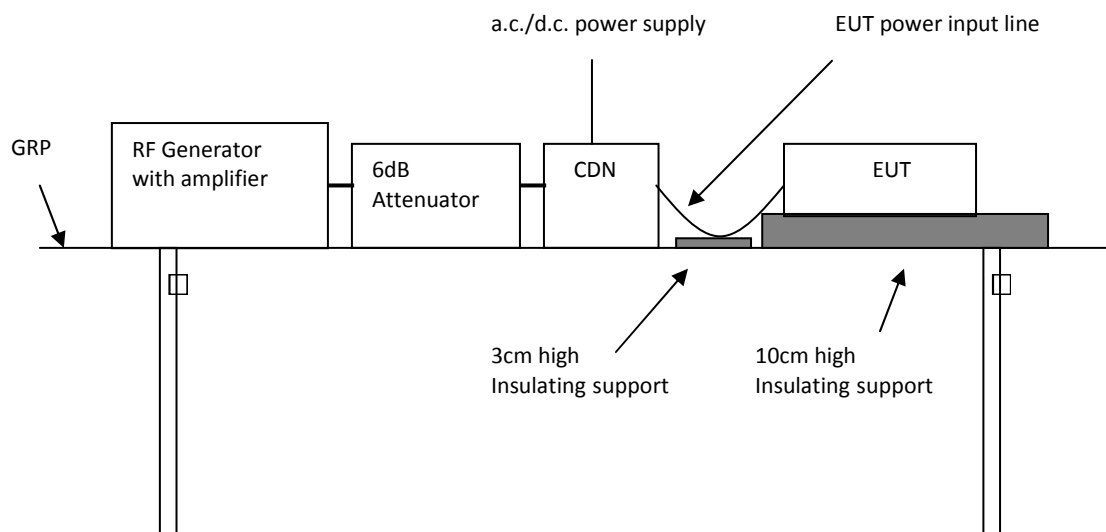 a.c./d.c. power supply
EUT power input line
GRP
RF Generator
with amplifier
6dB
Attenuator
CDN
EUT
3cm high
Insulating support
10cm high
Insulating support